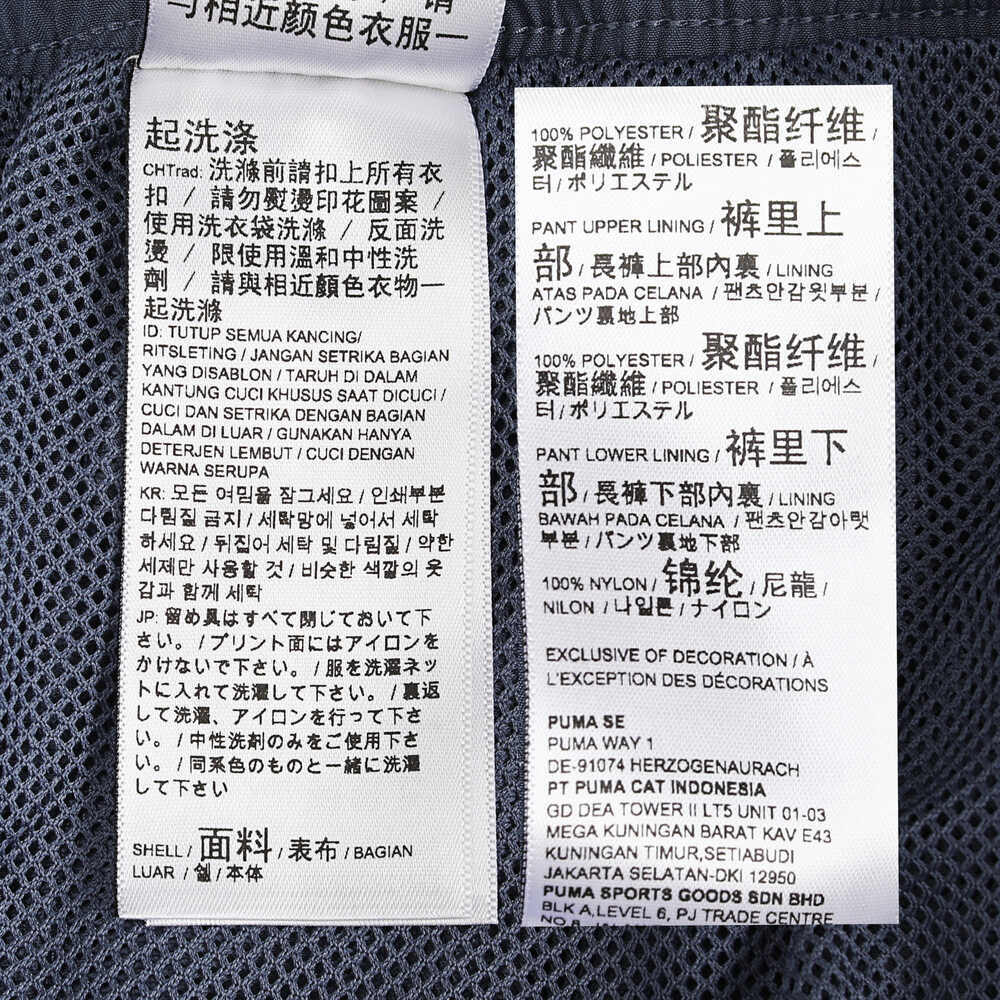 与相近颜色衣服一
起洗涤
CHTrad: 洗滌前請扣上所有衣
扣 / 請勿熨燙印花圖案 /
使用洗衣袋洗滌 / 反面洗
燙 / 限使用溫和中性洗
劑 / 請與相近顏色衣物一
起洗滌
ID: TUTUP SEMUA KANCING/
RITSLETING / JANGAN SETRIKA BAGIAN
YANG DISABLON / TARUH DI DALAM
KANTUNG CUCI KHUSUS SAAT DICUCI /
CUCI DAN SETRIKA DENGAN BAGIAN
DALAM DI LUAR / GUNAKAN HANYA
DETERJEN LEMBUT / CUCI DENGAN
WARNA SERUPA
KR: 모든 여밈을 잠그세요 / 인쇄부분
다림질 금지 / 세탁망에 넣어서 세탁
하세요 / 뒤집어 세탁 및 다림질 / 약한
세제만 사용할 것 / 비슷한 색깔의 옷
감과 함께 세탁
JP: 留め具はすべて閉じておいて下
さい。 / プリント面にはアイロンを
かけないで下さい。 / 服を洗濯ネッ
トに入れて洗濯して下さい。 / 裏返
して洗濯、アイロンを行って下さ
い。 / 中性洗剤のみをご使用下さ
い。 / 同系色のものと一緒に洗濯
して下さい
SHELL / 面料 / 表布 / BAGIAN
LUAR / 쉘 / 本体
100% POLYESTER / 聚酯纤维 /
聚酯纖維 / POLIESTER / 폴리에스
터 / ポリエステル
PANT UPPER LINING / 裤里上
部 / 長褲上部內裏 / LINING
ATAS PADA CELANA / 팬츠안감윗부분 /
パンツ裏地上部
100% POLYESTER / 聚酯纤维 /
聚酯纖維 / POLIESTER / 폴리에스
터 / ポリエステル
PANT LOWER LINING / 裤里下
部 / 長褲下部內裏 / LINING
BAWAH PADA CELANA / 팬츠안감아랫
부분 / パンツ裏地下部
100% NYLON / 锦纶 / 尼龍 /
NILON / 나일론 / ナイロン
EXCLUSIVE OF DECORATION / À
L'EXCEPTION DES DÉCORATIONS
PUMA SE
PUMA WAY 1
DE-91074 HERZOGENAURACH
PT PUMA CAT INDONESIA
GD DEA TOWER II LT5 UNIT 01-03
MEGA KUNINGAN BARAT KAV E43
KUNINGAN TIMUR,SETIABUDI
JAKARTA SELATAN-DKI 12950
PUMA SPORTS GOODS SDN BHD
BLK A,LEVEL 6, PJ TRADE CENTRE